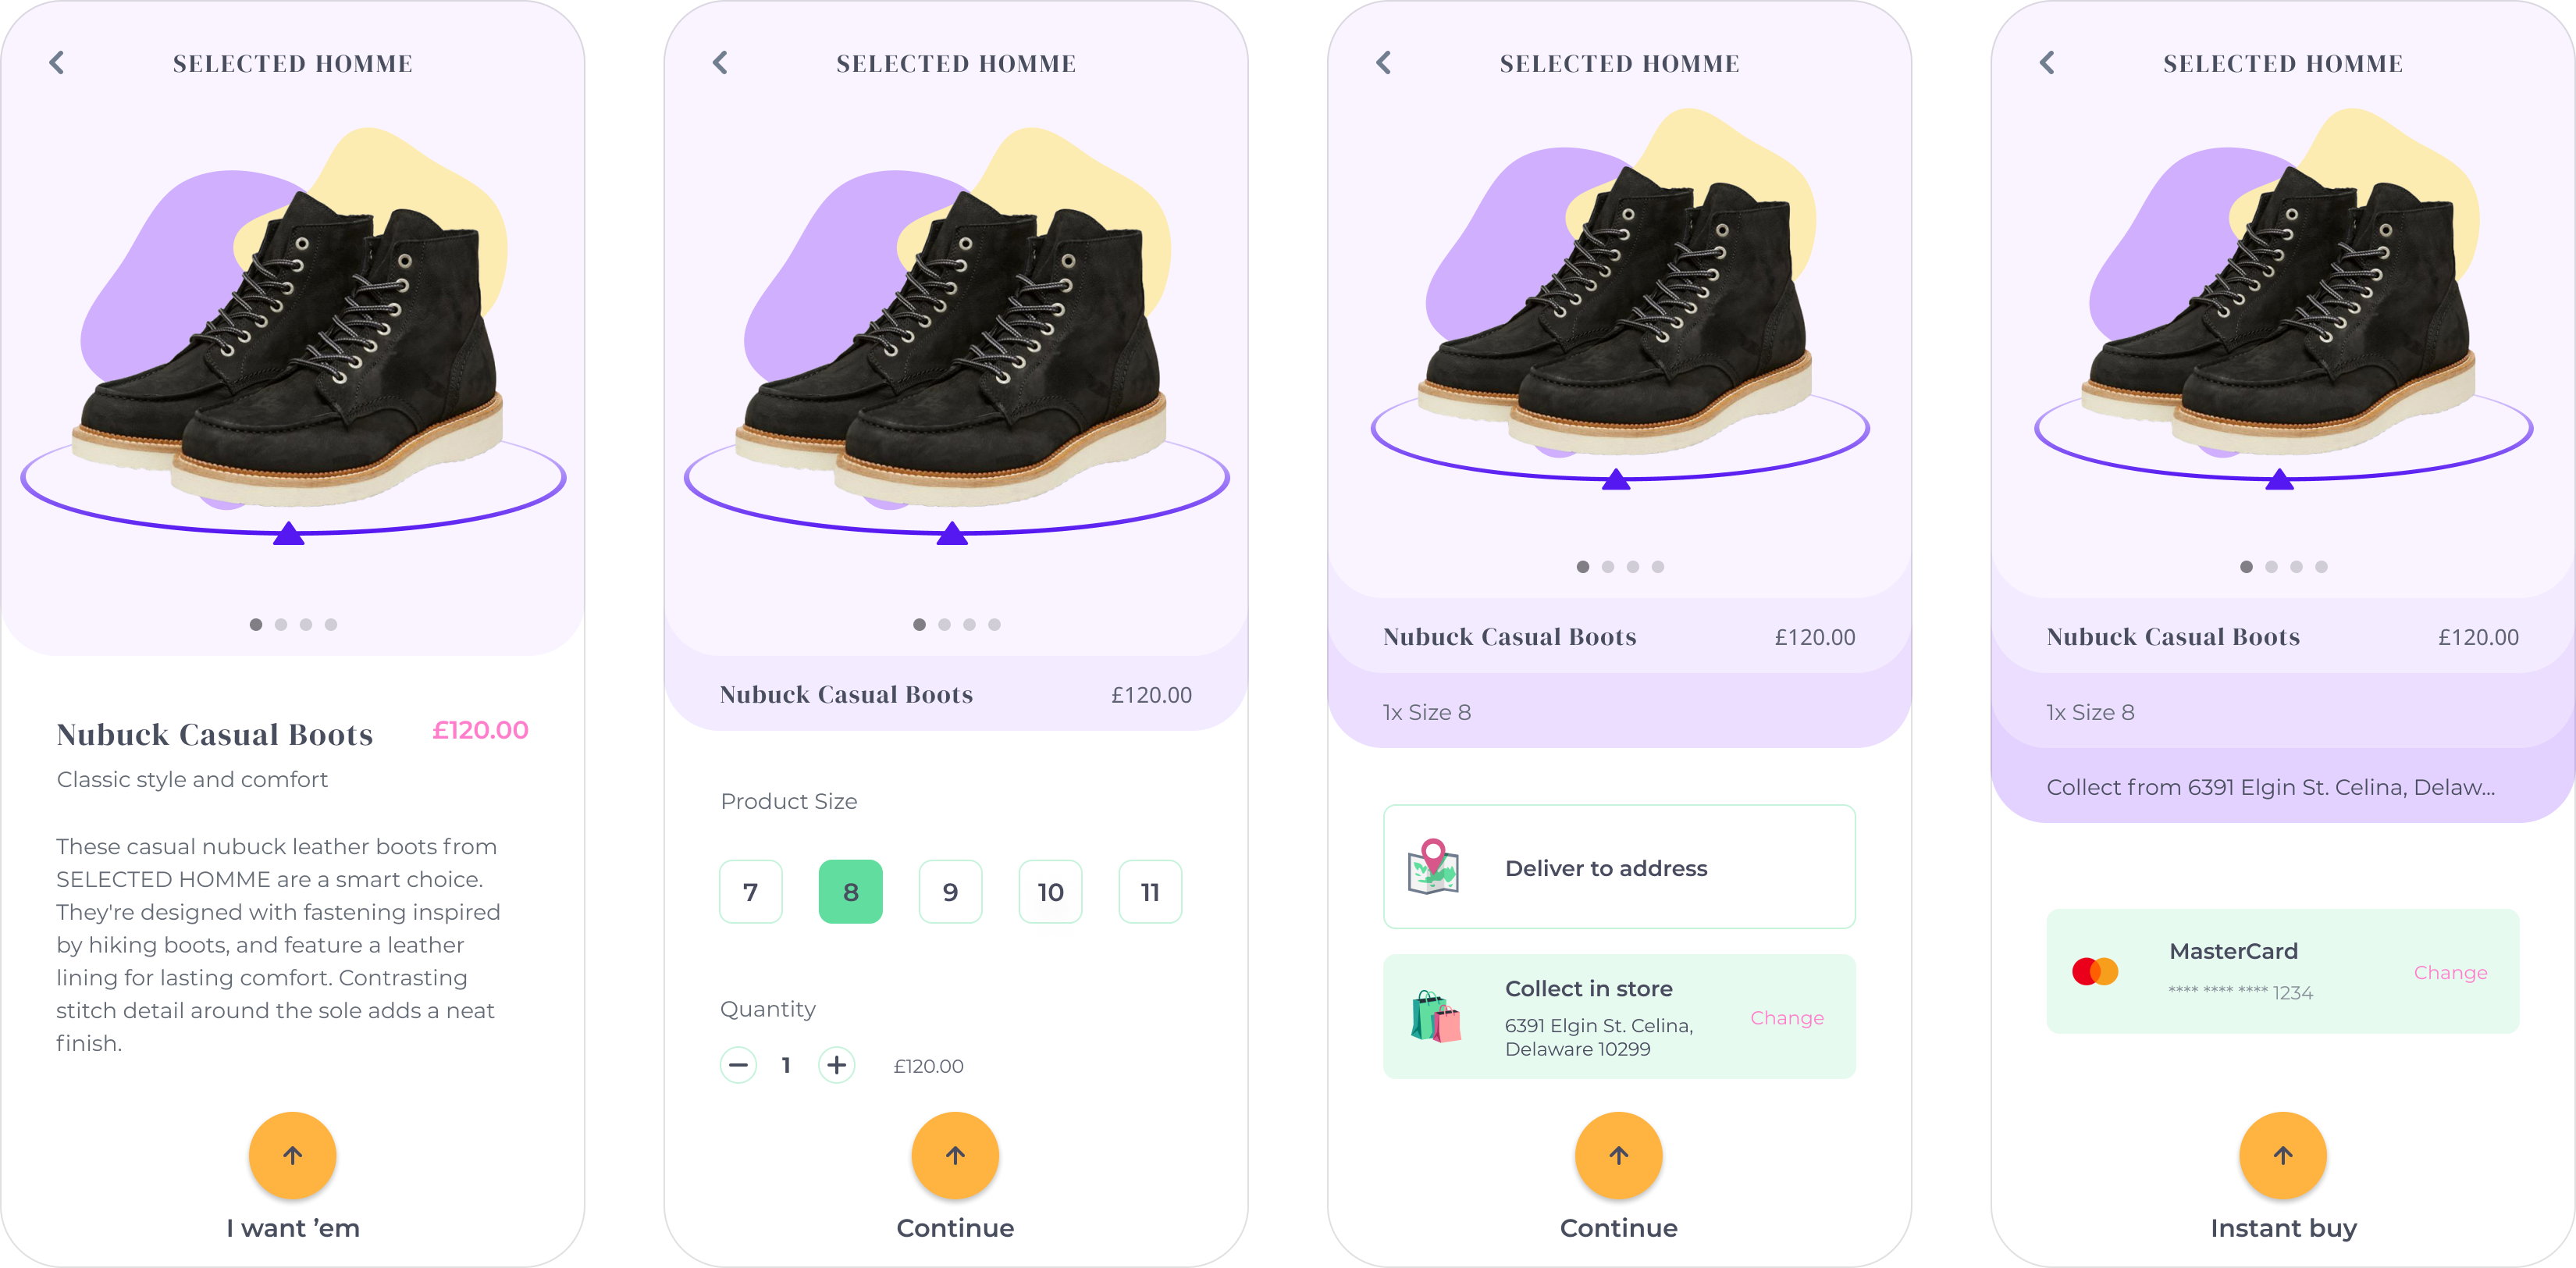 SELECTED HOMME
Nubuck Casual Boots
£120.00
Classic style and comfort
These casual nubuck leather boots from
SELECTED HOMME are a smart choice.
They're designed with fastening inspired
by hiking boots, and feature a leather
lining for lasting comfort. Contrasting
stitch detail around the sole adds a neat
finish.
I want ’em
SELECTED HOMME
Nubuck Casual Boots
£120.00
Product Size
7 8 9 10 11
Quantity
1
£120.00
Continue
SELECTED HOMME
Nubuck Casual Boots
£120.00
1x Size 8
Deliver to address
Collect in store
6391 Elgin St. Celina,
Delaware 10299
Change
Continue
SELECTED HOMME
Nubuck Casual Boots
£120.00
1x Size 8
Collect from 6391 Elgin St. Celina, Delaw...
MasterCard
**** **** **** 1234
Change
Instant buy